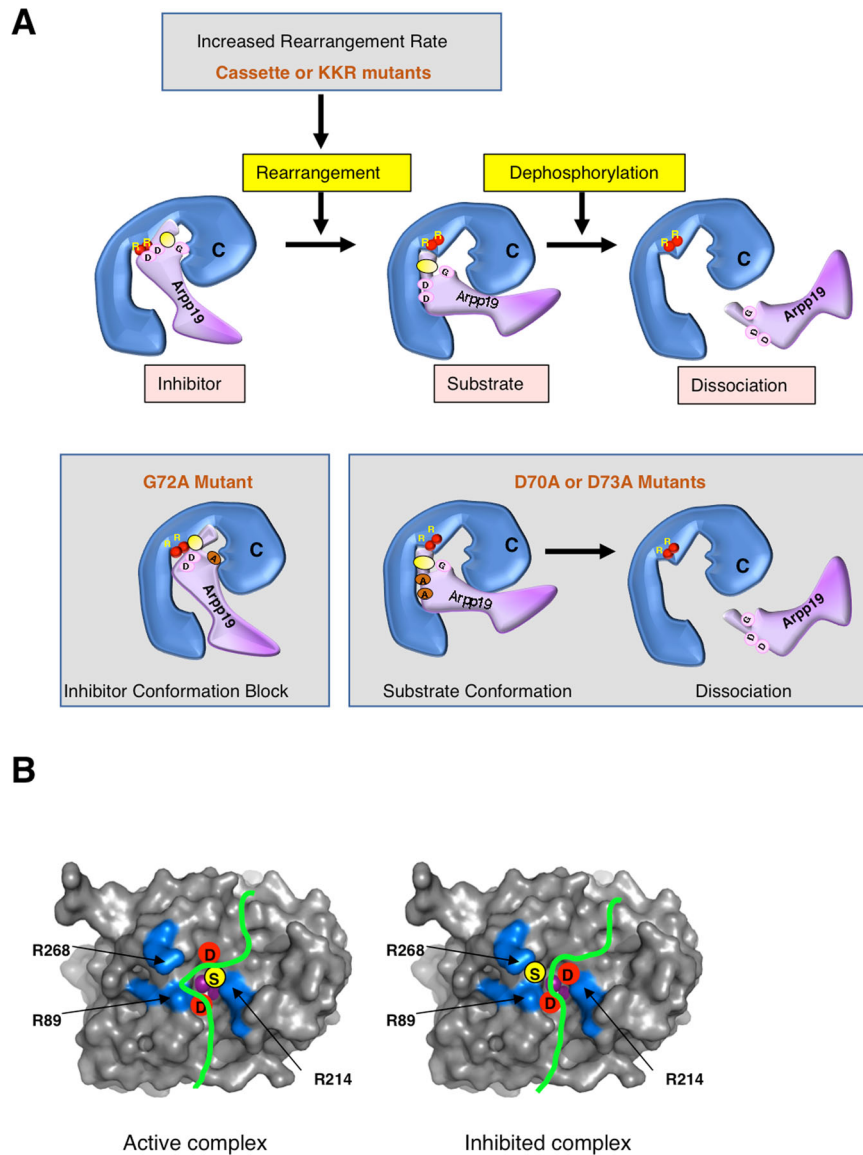 A
Increased Rearrangement Rate
Cassette or KKR mutants
Rearrangement
Dephosphorylation
R R
D D G
C
Arpp19
R R
G
D
D
C
Arpp19
R R
C
G
D D
Arpp19
Inhibitor
Substrate
Dissociation
G72A Mutant
D70A or D73A Mutants
R R
D D
A
C
Arpp19
R R
G
A
A
C
Arpp19
R R
C
G
D D
Arpp19
Inhibitor Conformation Block
Substrate Conformation
Dissociation
B
R268
D
S
R89
D
R214
Active complex
R268
S
D
R89
D
R214
Inhibited complex